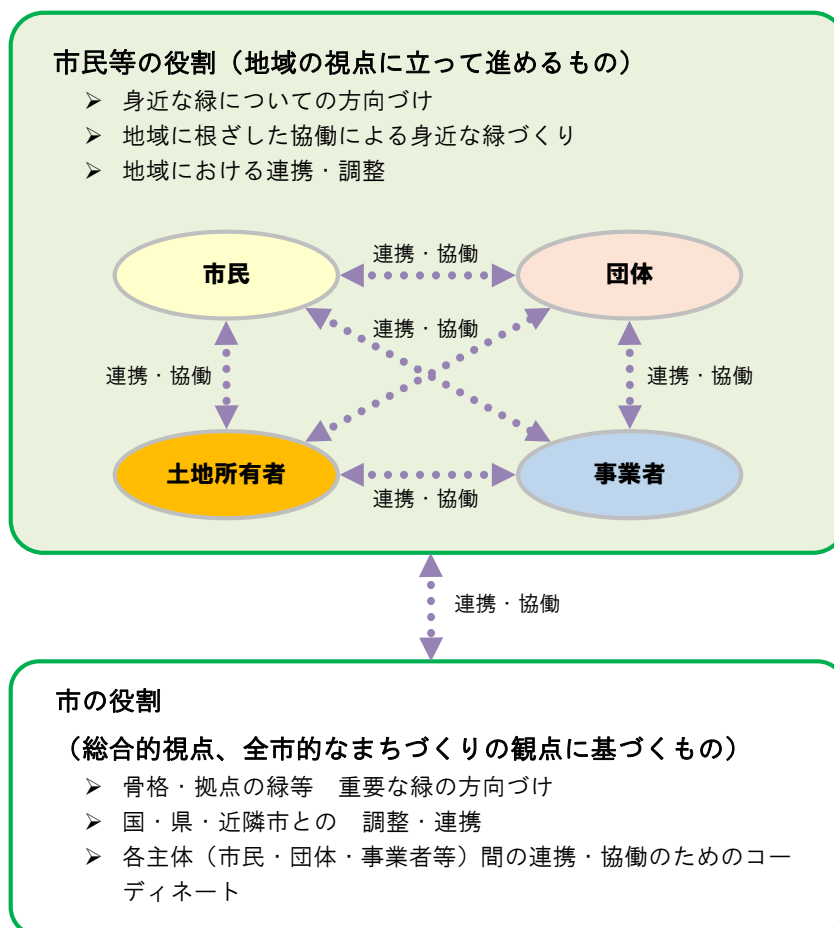 市民等の役割（地域の視点に立って進めるもの）
➢ 身近な緑についての方向づけ
➢ 地域に根ざした協働による身近な緑づくり
➢ 地域における連携・調整
連携・協働
市民
団体
連携・協働
連携・協働
連携・協働
土地所有者
事業者
連携・協働
連携・協働
市の役割
（総合的視点、全市的なまちづくりの観点に基づくもの）
➢ 骨格・拠点の緑等　重要な緑の方向づけ
➢ 国・県・近隣市との　調整・連携
➢ 各主体（市民・団体・事業者等）間の連携・協働のためのコー
ディネート